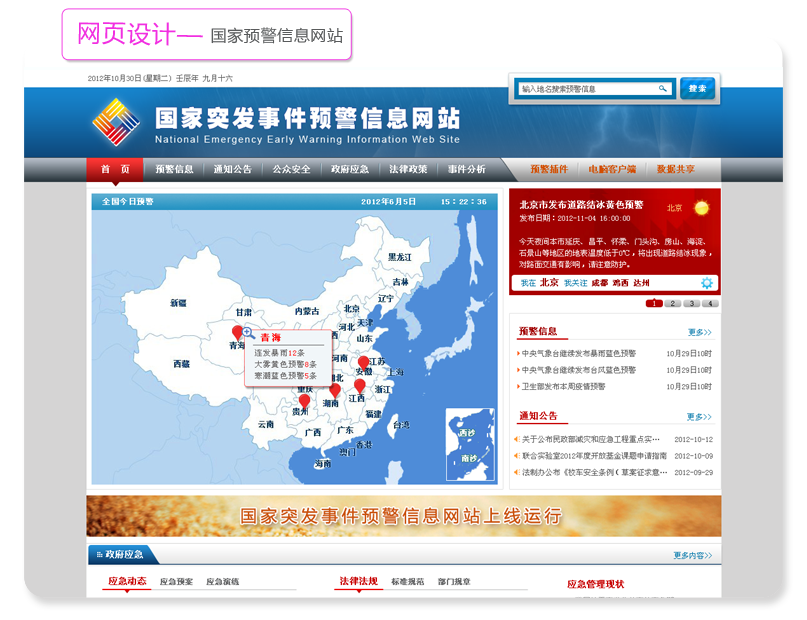 网页设计— 国家预警信息网站
2012年10月30日(星期二) 壬辰年 九月十六
输入地名搜索预警信息
搜索
国家突发事件预警信息网站
National Emergency Early Warning Information Web Site
首 页 预警信息 通知公告 公众安全 政府应急 法律政策 事件分析 预警插件 电脑客户端 数据共享
全国今日预警 2012年6月5日 15:22:36
黑龙江
吉林
辽宁
新疆
甘肃
内蒙古
北京
天津
河北
山东
青海
西藏
青海
连发暴雨12条
大雾黄色预警8条
寒潮蓝色预警5条
河南
江苏
安徽
上海
湖北
重庆
浙江
湖南
江西
贵州
福建
云南
广西
广东
台湾
香港
澳门
海南
西沙
南沙
北京市发布道路结冰黄色预警
北京
发布日期:2012-11-04 16:00:00
今天夜间本市延庆、昌平、怀柔、门头沟、房山、海淀、
石景山等地区的地表温度低于0℃,将出现道路结冰现象,
对路面交通有影响,请注意防护。
我在 北京 我关注 成都 鸡西 达州
1 2 3 4
预警信息 更多>>
中央气象台继续发布暴雨蓝色预警 10月29日10时
中央气象台继续发布台风蓝色预警 10月29日10时
卫生部发布本周疫情预警 10月29日10时
通知公告 更多>>
关于公布民政部减灾和应急工程重点实… 2012-10-12
联合实验室2012年度开放基金课题申请指南 2012-10-09
法制办公布《校车安全条例(草案征求意… 2012-09-29
国家突发事件预警信息网站上线运行
政府应急 更多内容>>
应急动态 应急预案 应急演练
法律法规 标准规范 部门规章
应急管理现状